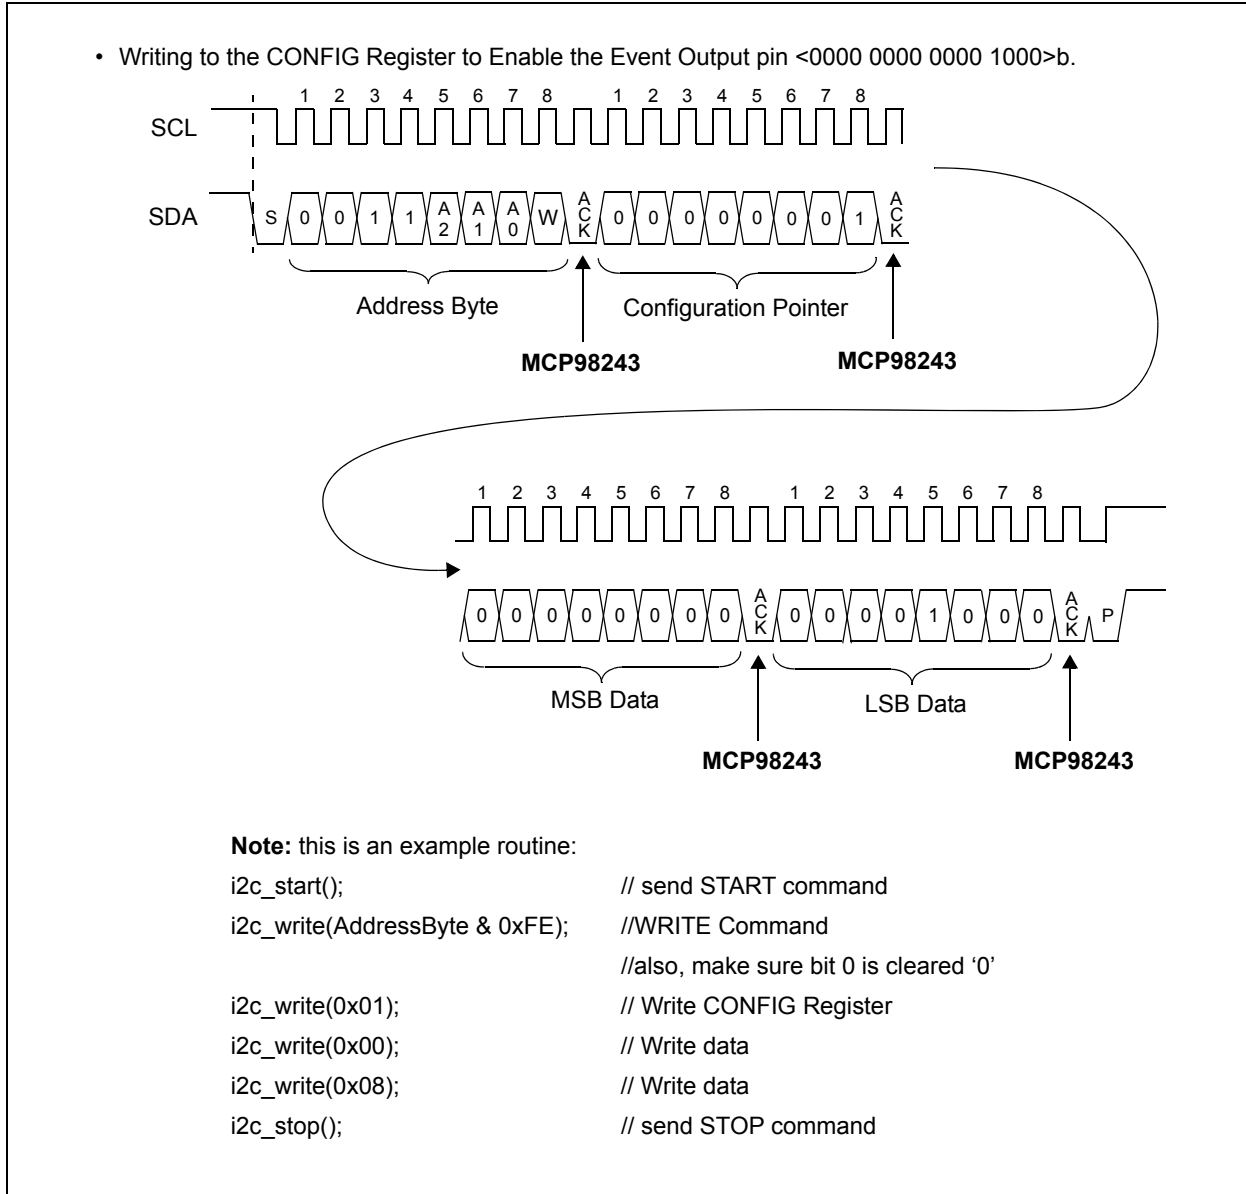 • Writing to the CONFIG Register to Enable the Event Output pin <0000 0000 0000 1000>b.
1 2 3 4 5 6 7 8 1 2 3 4 5 6 7 8
SCL
SDA S 0 0 1 1 A2 A1 A0 W ACK 0 0 0 0 0 0 0 1 ACK
Address Byte Configuration Pointer
MCP98243 MCP98243
1 2 3 4 5 6 7 8 1 2 3 4 5 6 7 8
0 0 0 0 0 0 0 0 ACK 0 0 0 0 1 0 0 0 ACK P
MSB Data LSB Data
MCP98243 MCP98243
Note: this is an example routine:
i2c_start(); // send START command
i2c_write(AddressByte & 0xFE); //WRITE Command
//also, make sure bit 0 is cleared ‘0’
i2c_write(0x01); // Write CONFIG Register
i2c_write(0x00); // Write data
i2c_write(0x08); // Write data
i2c_stop(); // send STOP command